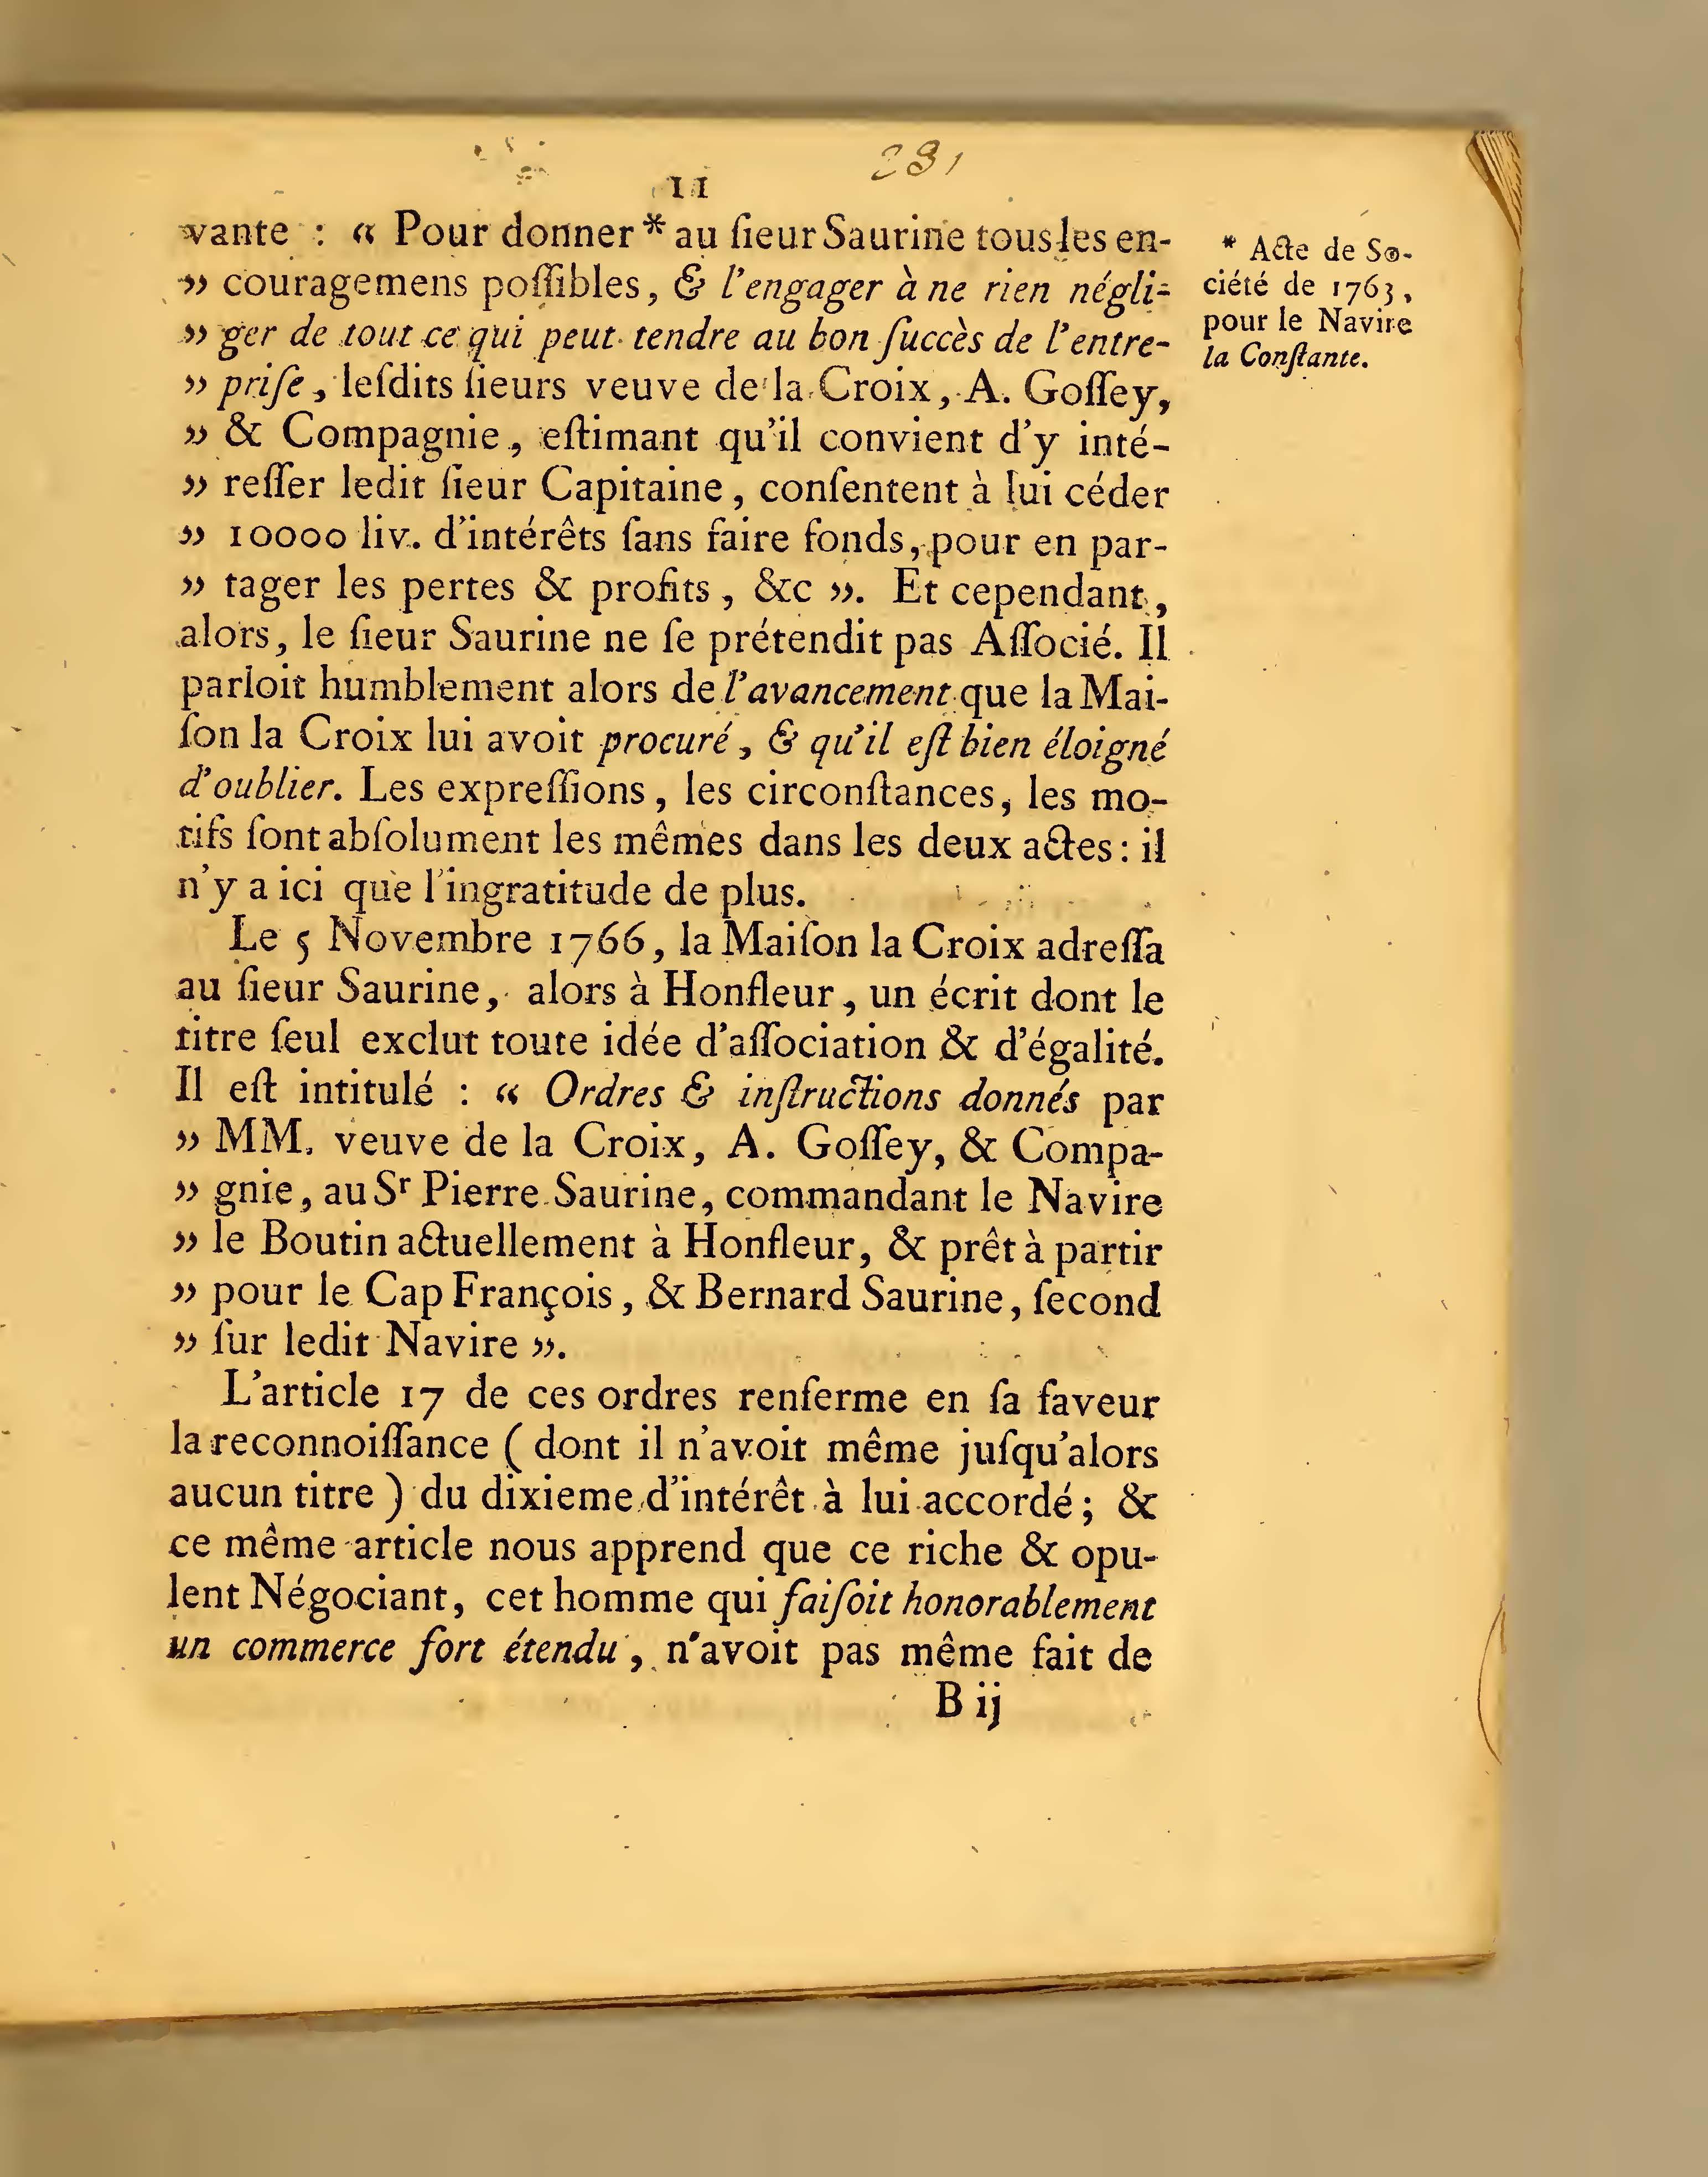 231
11
vante : « Pour donner * au ſieur Saurine tous les en-
» couragemens poſſibles, & l'engager à ne rien négli-
» ger de tout ce qui peut tendre au bon ſuccès de l'entre-
» priſe, leſdits ſieurs veuve de la Croix, A. Goſſey,
» & Compagnie, eſtimant qu'il convient d'y inté-
» reſſer ledit ſieur Capitaine, conſentent à lui céder
» 10000 liv. d'intérêts ſans faire fonds, pour en par-
» tager les pertes & profits, &c ». Et cependant,
alors, le ſieur Saurine ne ſe prétendit pas Aſſocié. Il
parloit humblement alors de l'avancement que la Mai-
ſon la Croix lui avoit procuré, & qu'il eſt bien éloigné
d'oublier. Les expreſſions, les circonſtances, les mo-
tifs ſont abſolument les mêmes dans les deux actes : il
n'y a ici que l'ingratitude de plus.
Le 5 Novembre 1766, la Maiſon la Croix adreſſa
au ſieur Saurine, alors à Honfleur, un écrit dont le
titre ſeul exclut toute idée d'aſſociation & d'égalité.
Il eſt intitulé : « Ordres & inſtructions donnés par
» MM. veuve de la Croix, A. Goſſey, & Compa-
» gnie, au Sr Pierre Saurine, commandant le Navire
» le Boutin actuellement à Honfleur, & prêt à partir
» pour le Cap François, & Bernard Saurine, ſecond
» ſur ledit Navire ».
L'article 17 de ces ordres renferme en ſa faveur
la reconnoiſſance ( dont il n'avoit même juſqu'alors
aucun titre ) du dixieme d'intérêt à lui accordé ; &
ce même article nous apprend que ce riche & opu-
lent Négociant, cet homme qui faiſoit honorablement
un commerce fort étendu, n'avoit pas même fait de
B ij
* Acte de So-
ciété de 1763,
pour le Navire
la Conſtante.